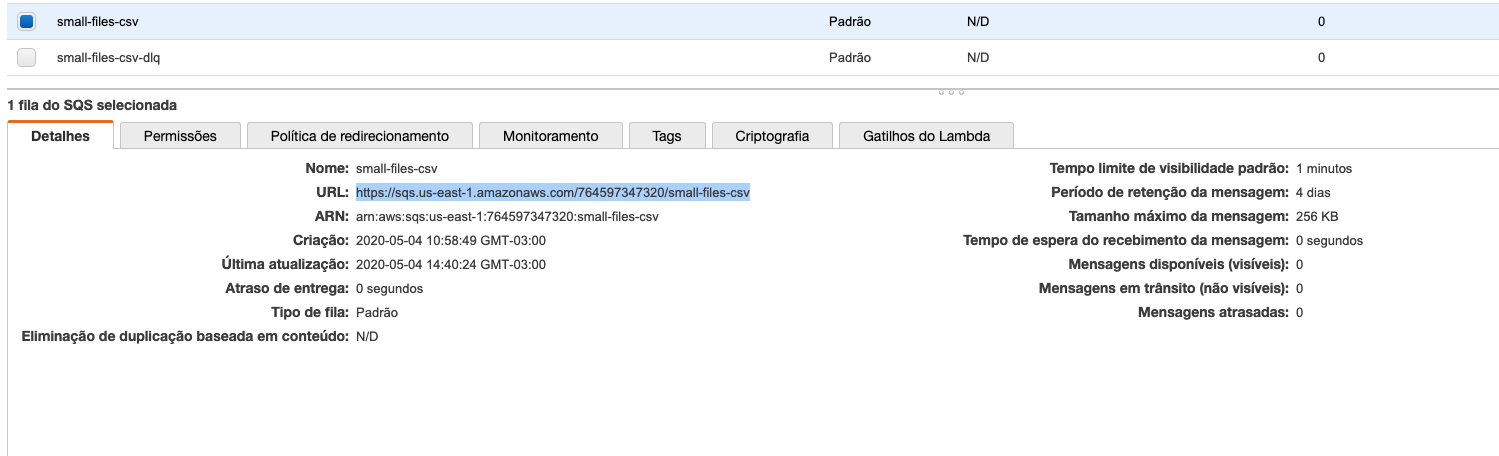 small-files-csv Padrão N/D 0
small-files-csv-dlq Padrão N/D 0
1 fila do SQS selecionada
Detalhes Permissões Política de redirecionamento Monitoramento Tags Criptografia Gatilhos do Lambda
Nome: small-files-csv Tempo limite de visibilidade padrão: 1 minutos
URL: https://sqs.us-east-1.amazonaws.com/764597347320/small-files-csv Período de retenção da mensagem: 4 dias
ARN: arn:aws:sqs:us-east-1:764597347320:small-files-csv Tamanho máximo da mensagem: 256 KB
Criação: 2020-05-04 10:58:49 GMT-03:00 Tempo de espera do recebimento da mensagem: 0 segundos
Última atualização: 2020-05-04 14:40:24 GMT-03:00 Mensagens disponíveis (visíveis): 0
Atraso de entrega: 0 segundos Mensagens em trânsito (não visíveis): 0
Tipo de fila: Padrão Mensagens atrasadas: 0
Eliminação de duplicação baseada em conteúdo: N/D